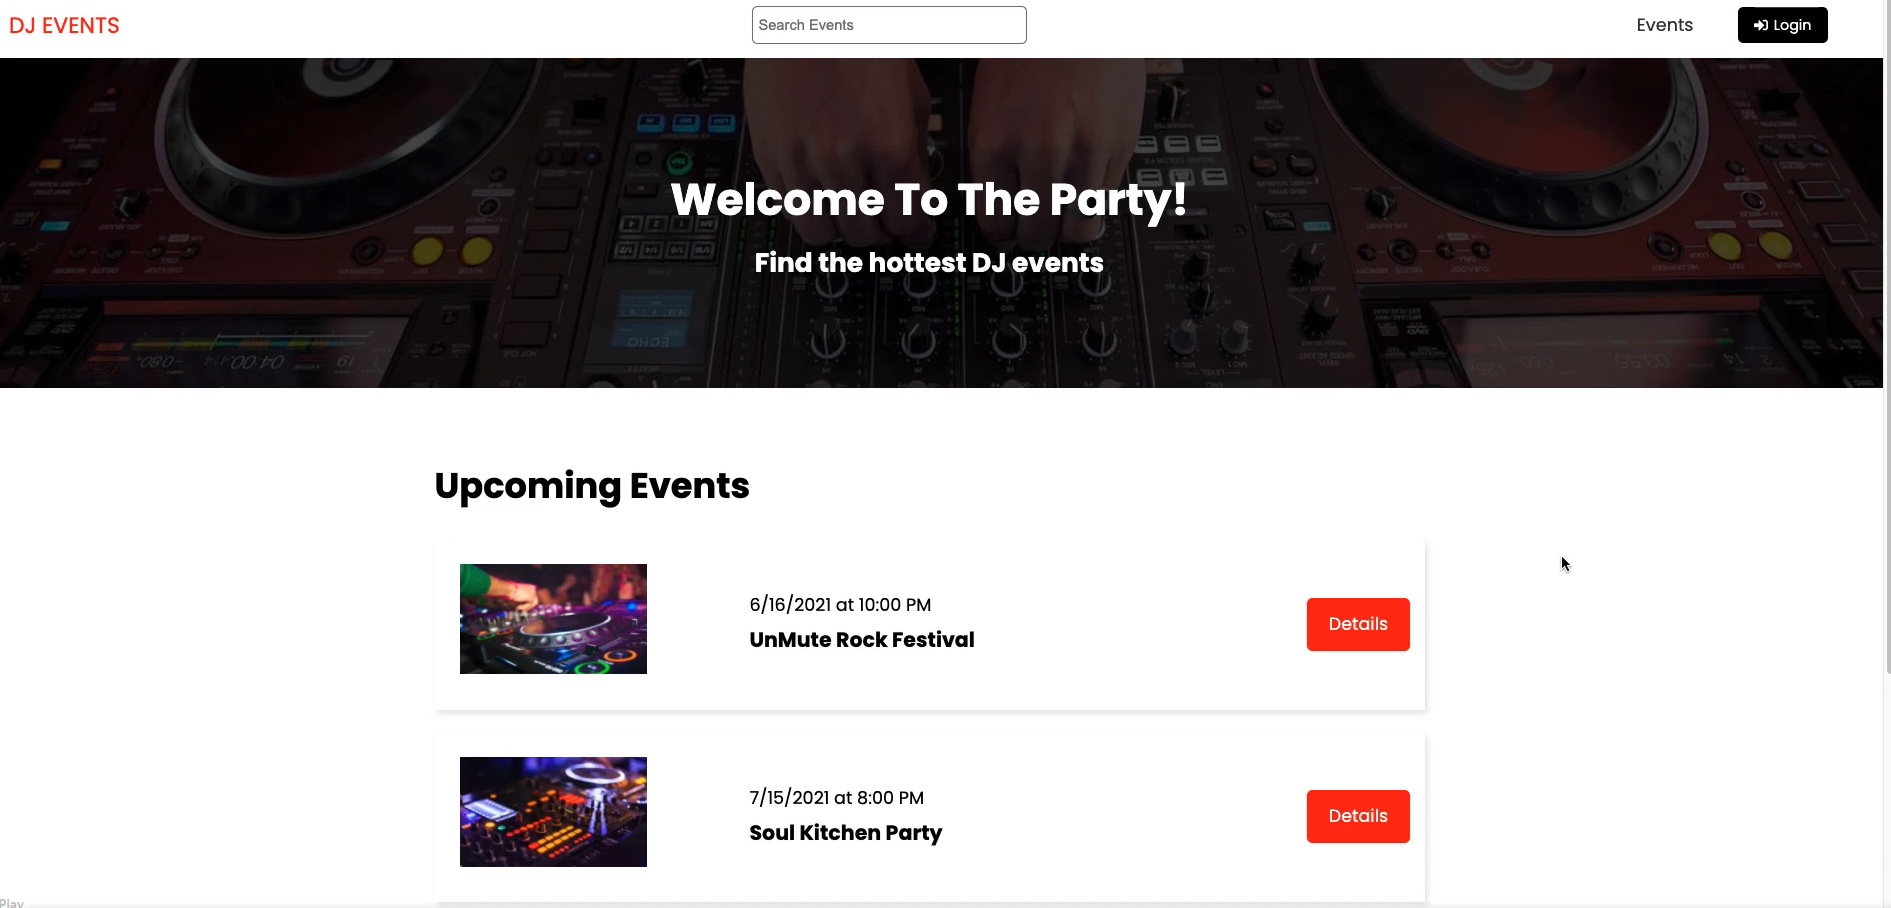 DJ EVENTS
Search Events
Events
Login
Welcome To The Party!
Find the hottest DJ events
Upcoming Events
6/16/2021 at 10:00 PM
UnMute Rock Festival
Details
7/15/2021 at 8:00 PM
Soul Kitchen Party
Details
Play